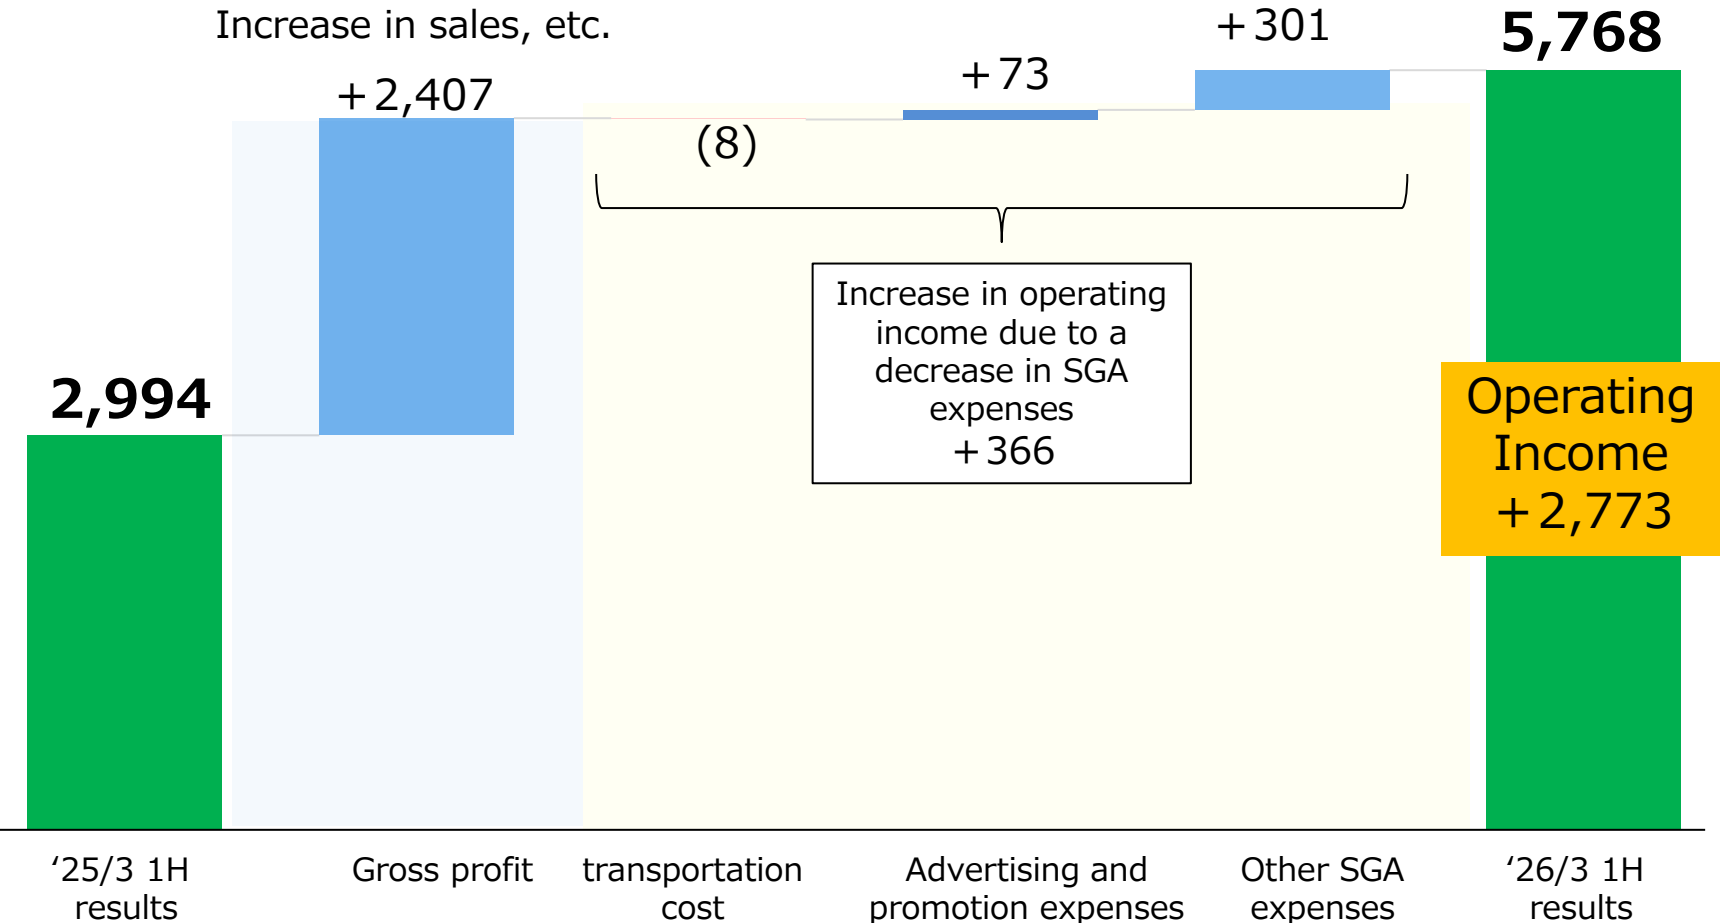 Increase in sales, etc.
+2,407
(8)
+73
+301
5,768
2,994
Increase in operating
income due to a
decrease in SGA
expenses
+366
Operating
Income
+2,773
‘25/3 1H
results
Gross profit
transportation
cost
Advertising and
promotion expenses
Other SGA
expenses
‘26/3 1H
results